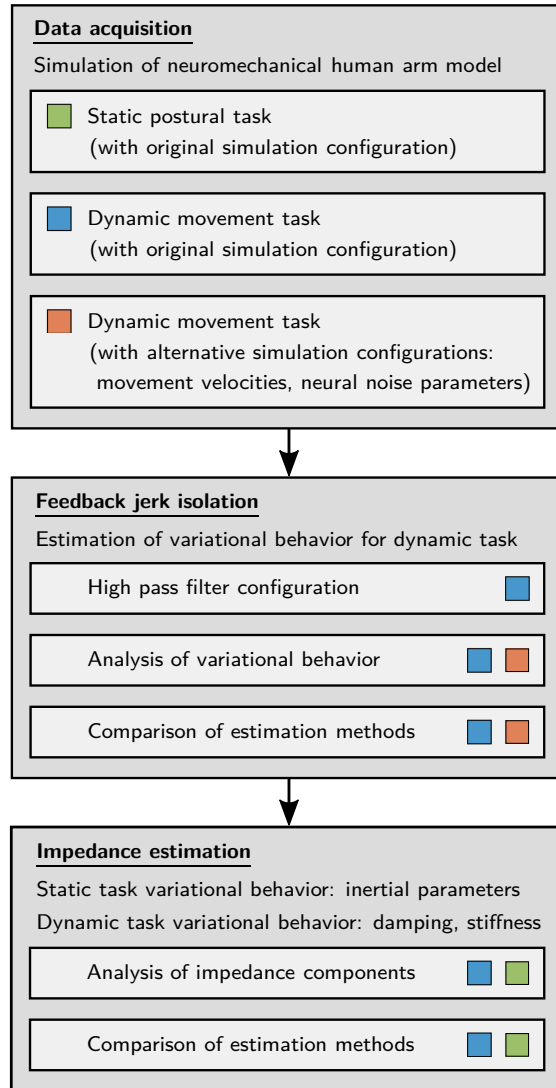 Data acquisition
Simulation of neuromechanical human arm model
Static postural task
(with original simulation configuration)
Dynamic movement task
(with original simulation configuration)
Dynamic movement task
(with alternative simulation configurations:
movement velocities, neural noise parameters)
Feedback jerk isolation
Estimation of variational behavior for dynamic task
High pass filter configuration
Analysis of variational behavior
Comparison of estimation methods
Impedance estimation
Static task variational behavior: inertial parameters
Dynamic task variational behavior: damping, stiffness
Analysis of impedance components
Comparison of estimation methods